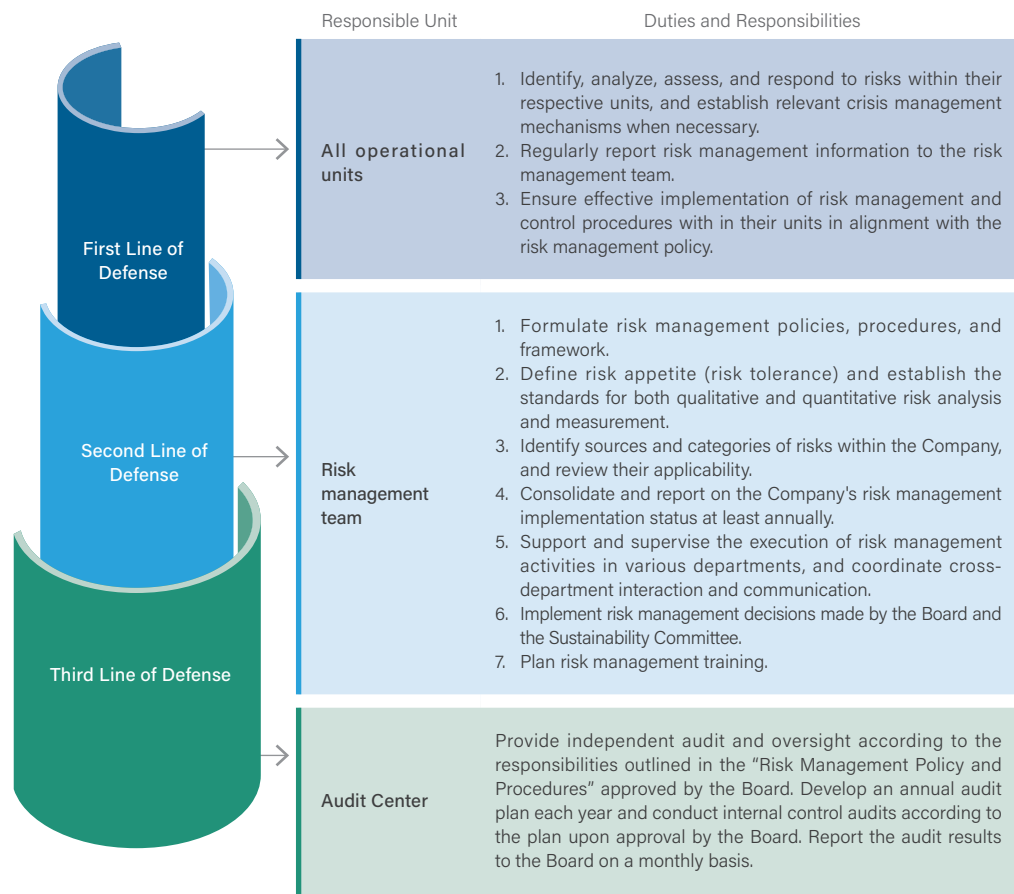 Responsible Unit
Duties and Responsibilities
First Line of
Defense
All operational
units
1. Identify, analyze, assess, and respond to risks within their
respective units, and establish relevant crisis management
mechanisms when necessary.
2. Regularly report risk management information to the risk
management team.
3. Ensure effective implementation of risk management and
control procedures with in their units in alignment with the
risk management policy.
Second Line of
Defense
Risk
management
team
1. Formulate risk management policies, procedures, and
framework.
2. Define risk appetite (risk tolerance) and establish the
standards for both qualitative and quantitative risk analysis
and measurement.
3. Identify sources and categories of risks within the Company,
and review their applicability.
4. Consolidate and report on the Company's risk management
implementation status at least annually.
5. Support and supervise the execution of risk management
activities in various departments, and coordinate cross-
department interaction and communication.
6. Implement risk management decisions made by the Board and
the Sustainability Committee.
7. Plan risk management training.
Third Line of Defense
Audit Center
Provide independent audit and oversight according to the
responsibilities outlined in the “Risk Management Policy and
Procedures” approved by the Board. Develop an annual audit
plan each year and conduct internal control audits according to
the plan upon approval by the Board. Report the audit results
to the Board on a monthly basis.